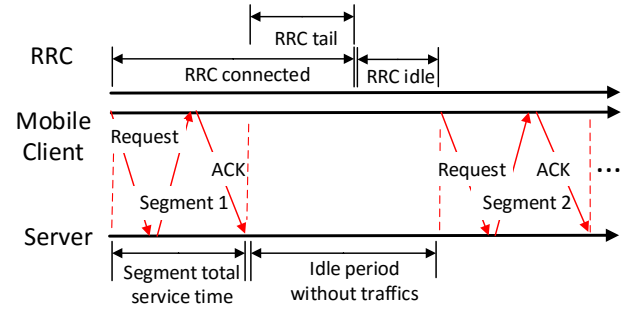 RRC
RRC tail
RRC connected
RRC idle
Mobile
Client
Request
ACK
Segment 1
Request
ACK
Segment 2
...
Server
Segment total
service time
Idle period
without traffics